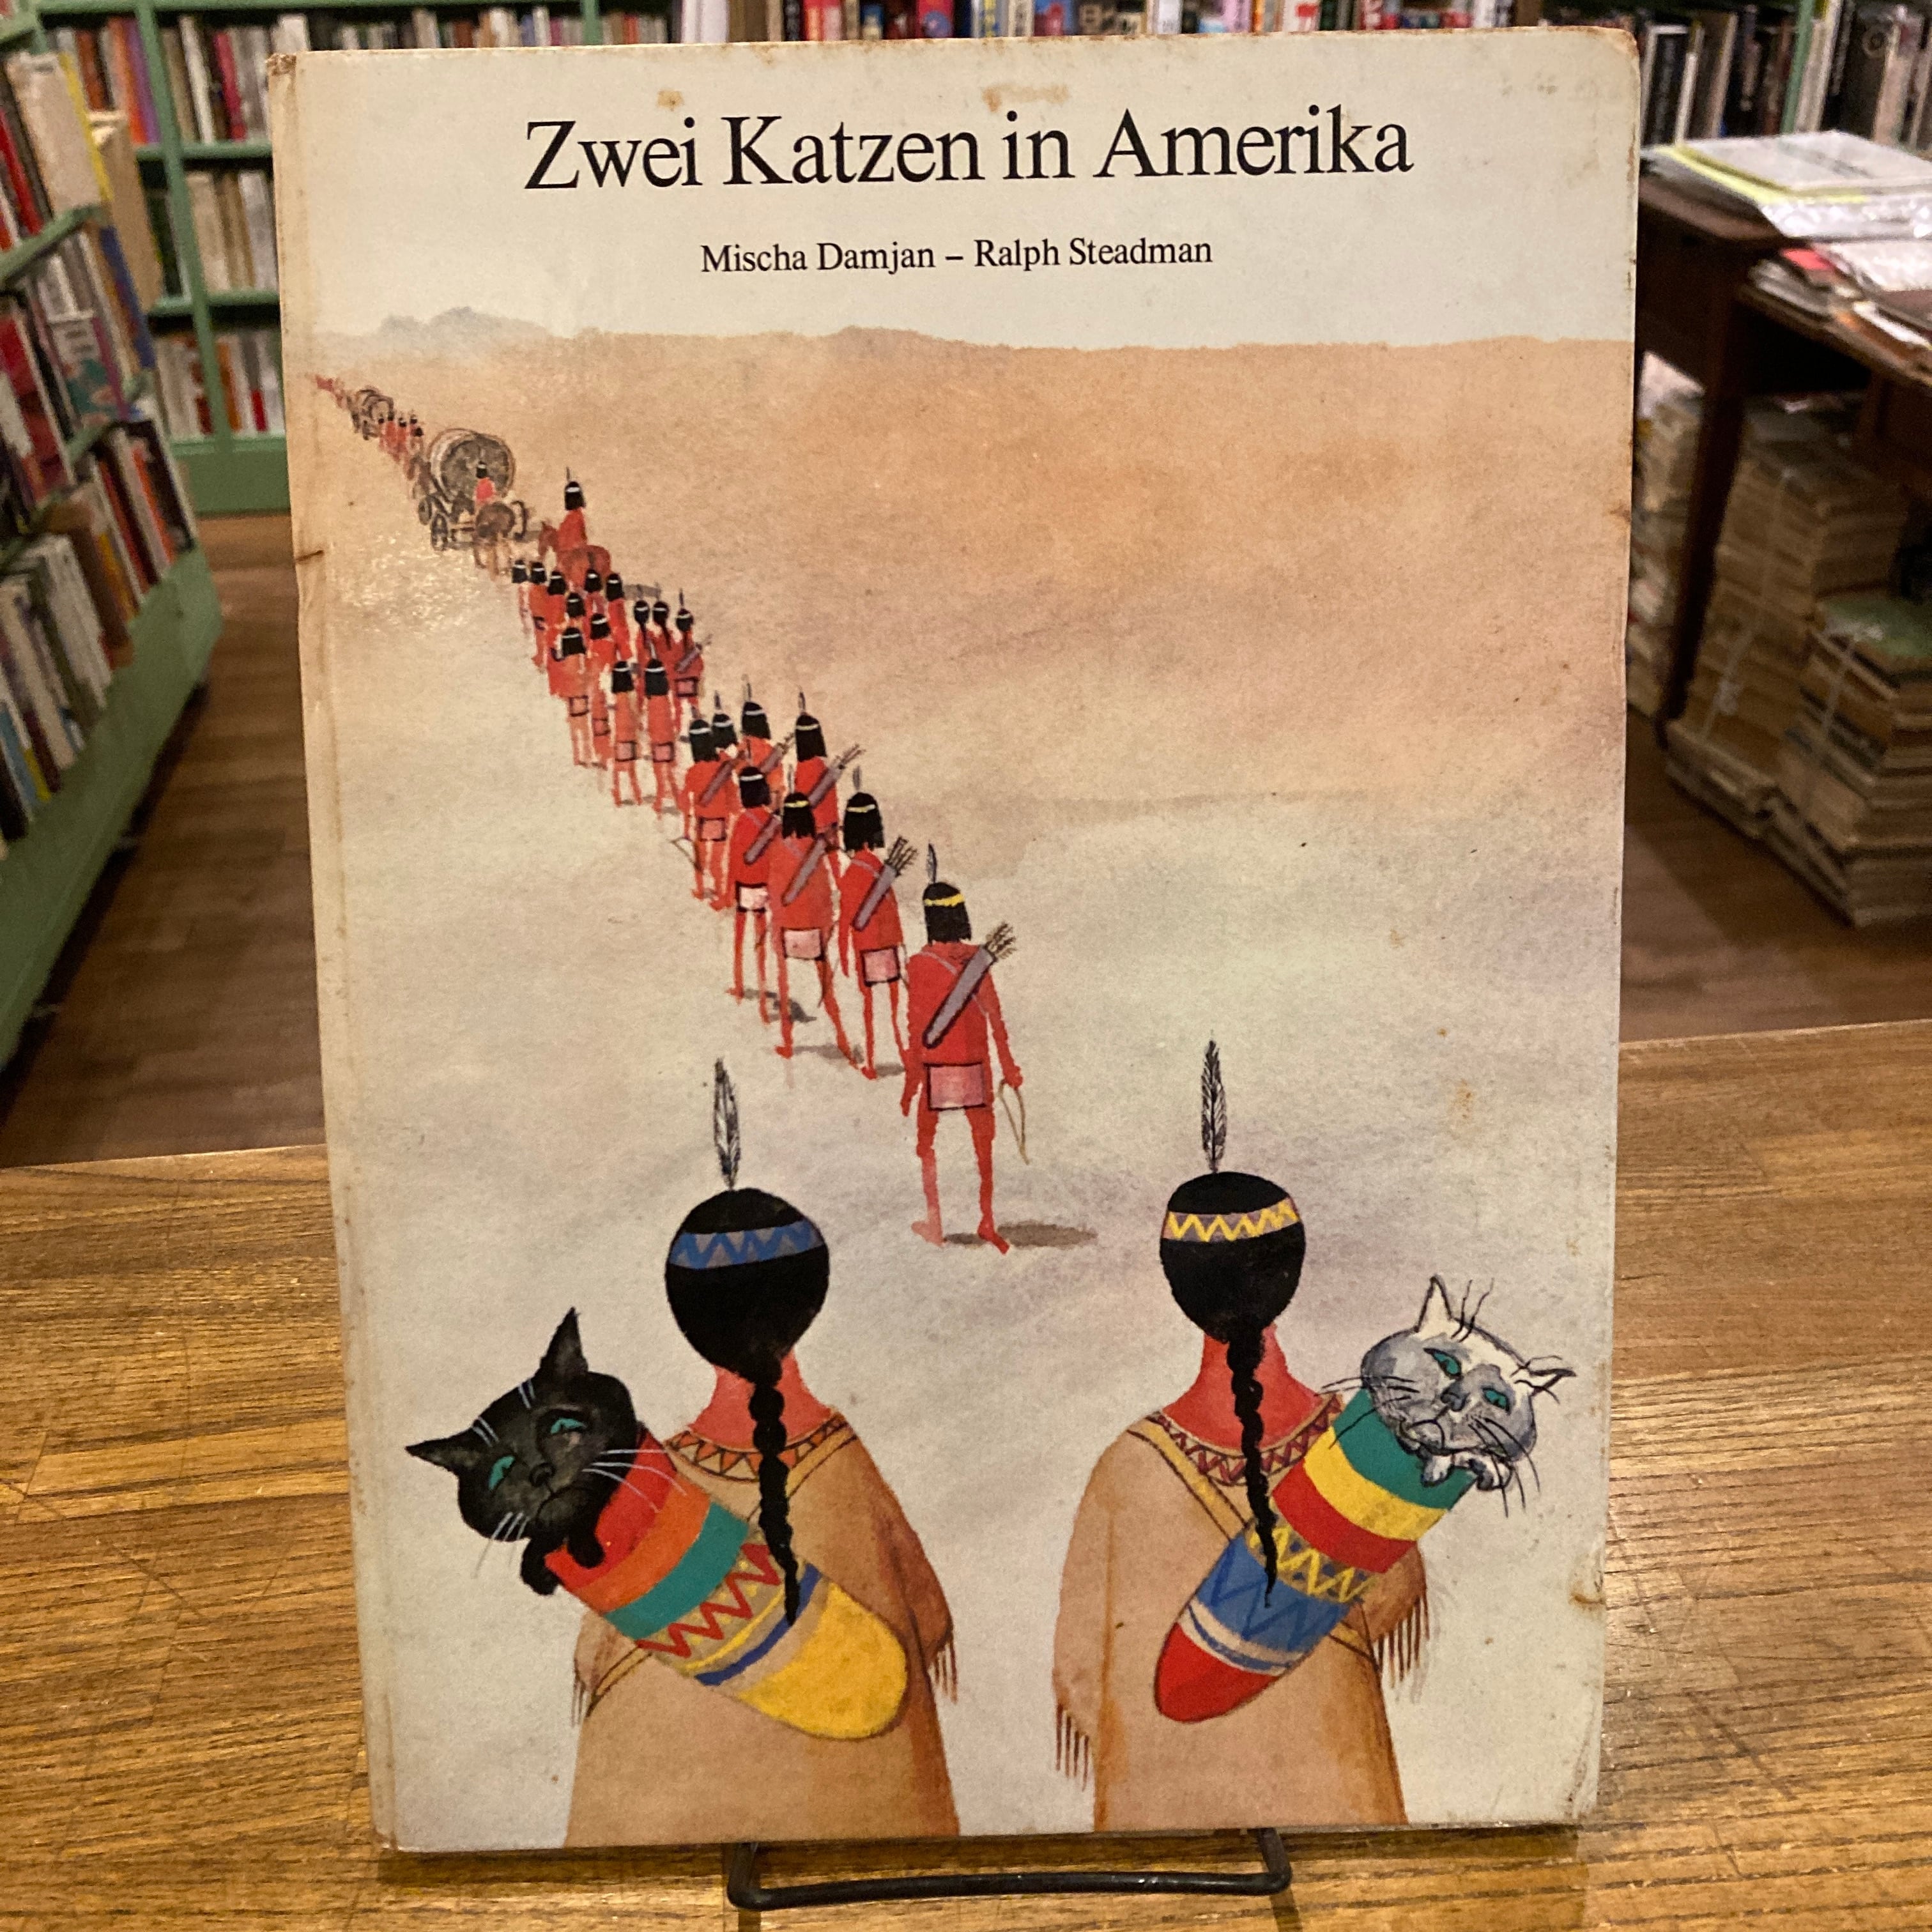 Zwei Katzen in Amerika
Mischa Damjan – Ralph Steadman